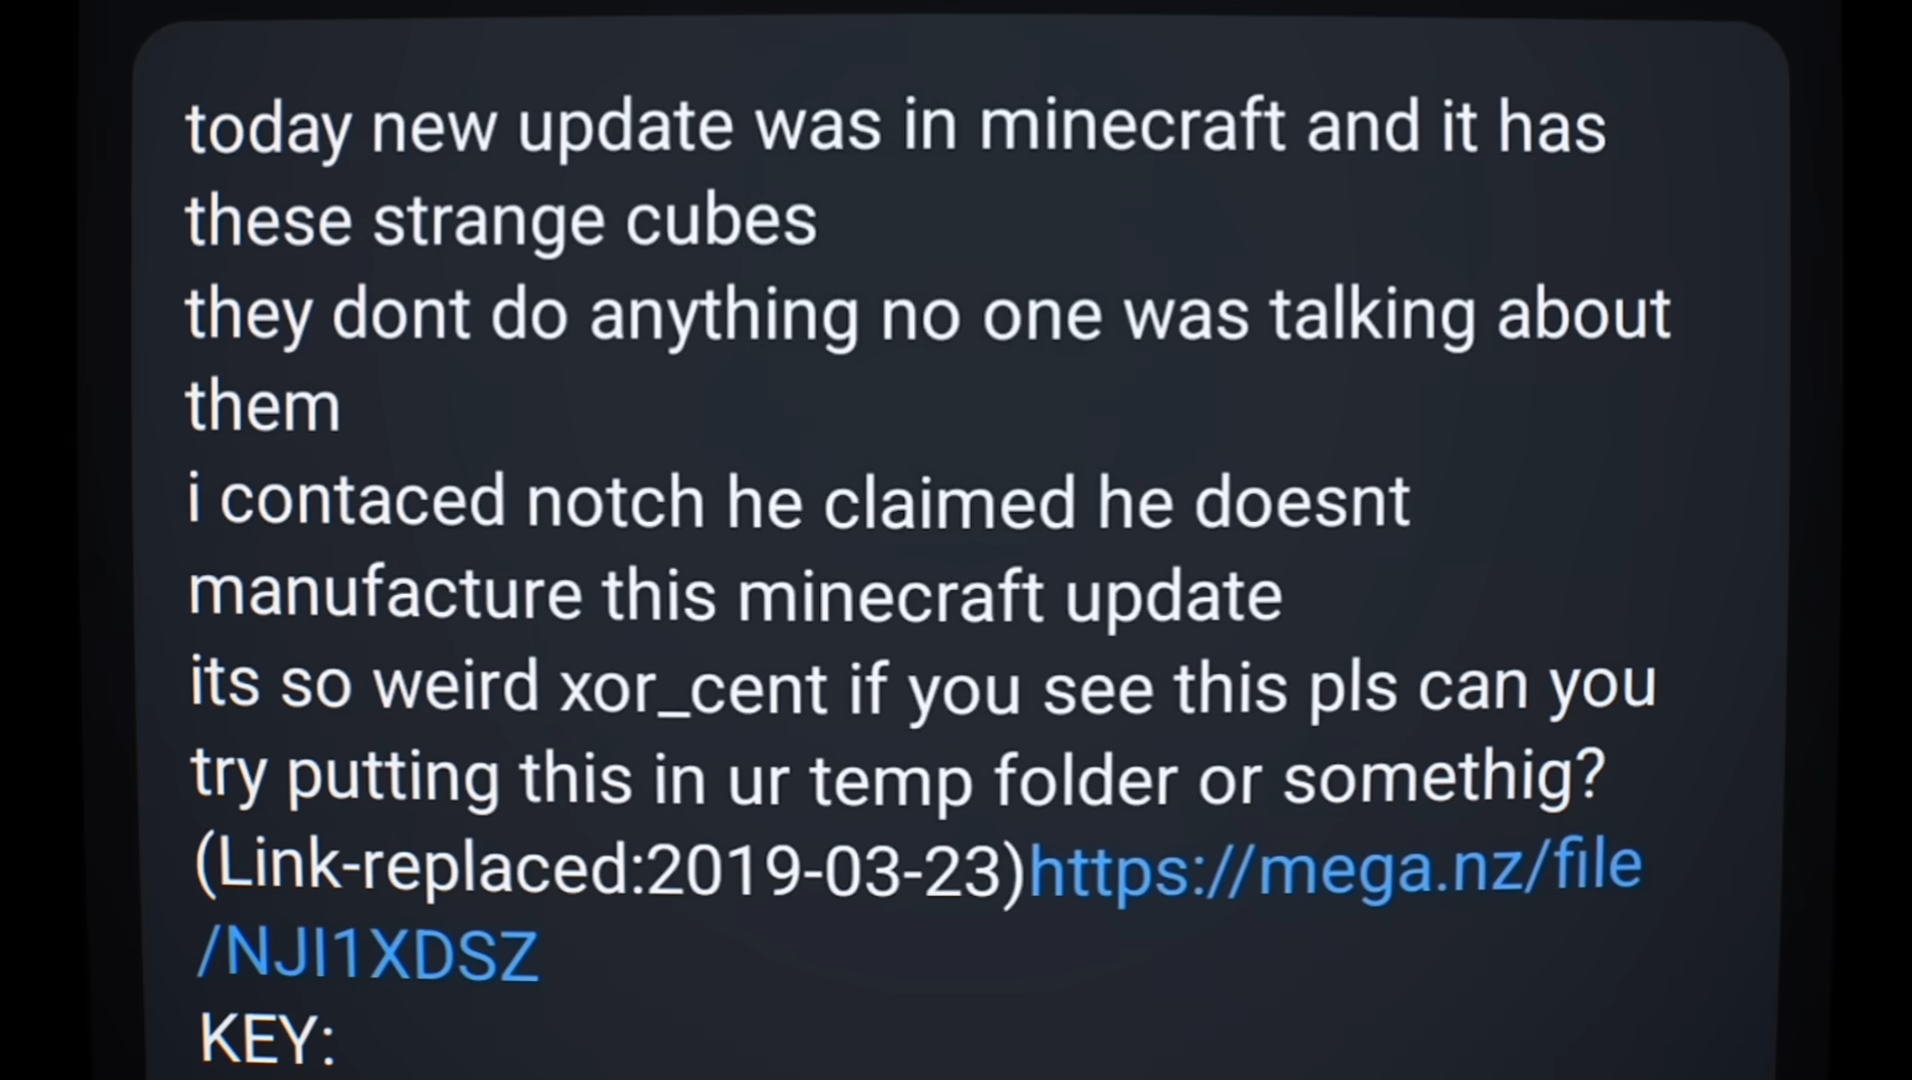 today new update was in minecraft and it has
these strange cubes
they dont do anything no one was talking about
them
i contaced notch he claimed he doesnt
manufacture this minecraft update
its so weird xor_cent if you see this pls can you
try putting this in ur temp folder or somethig?
(Link-replaced:2019-03-23)https://mega.nz/file
/NJI1XDSZ
KEY: